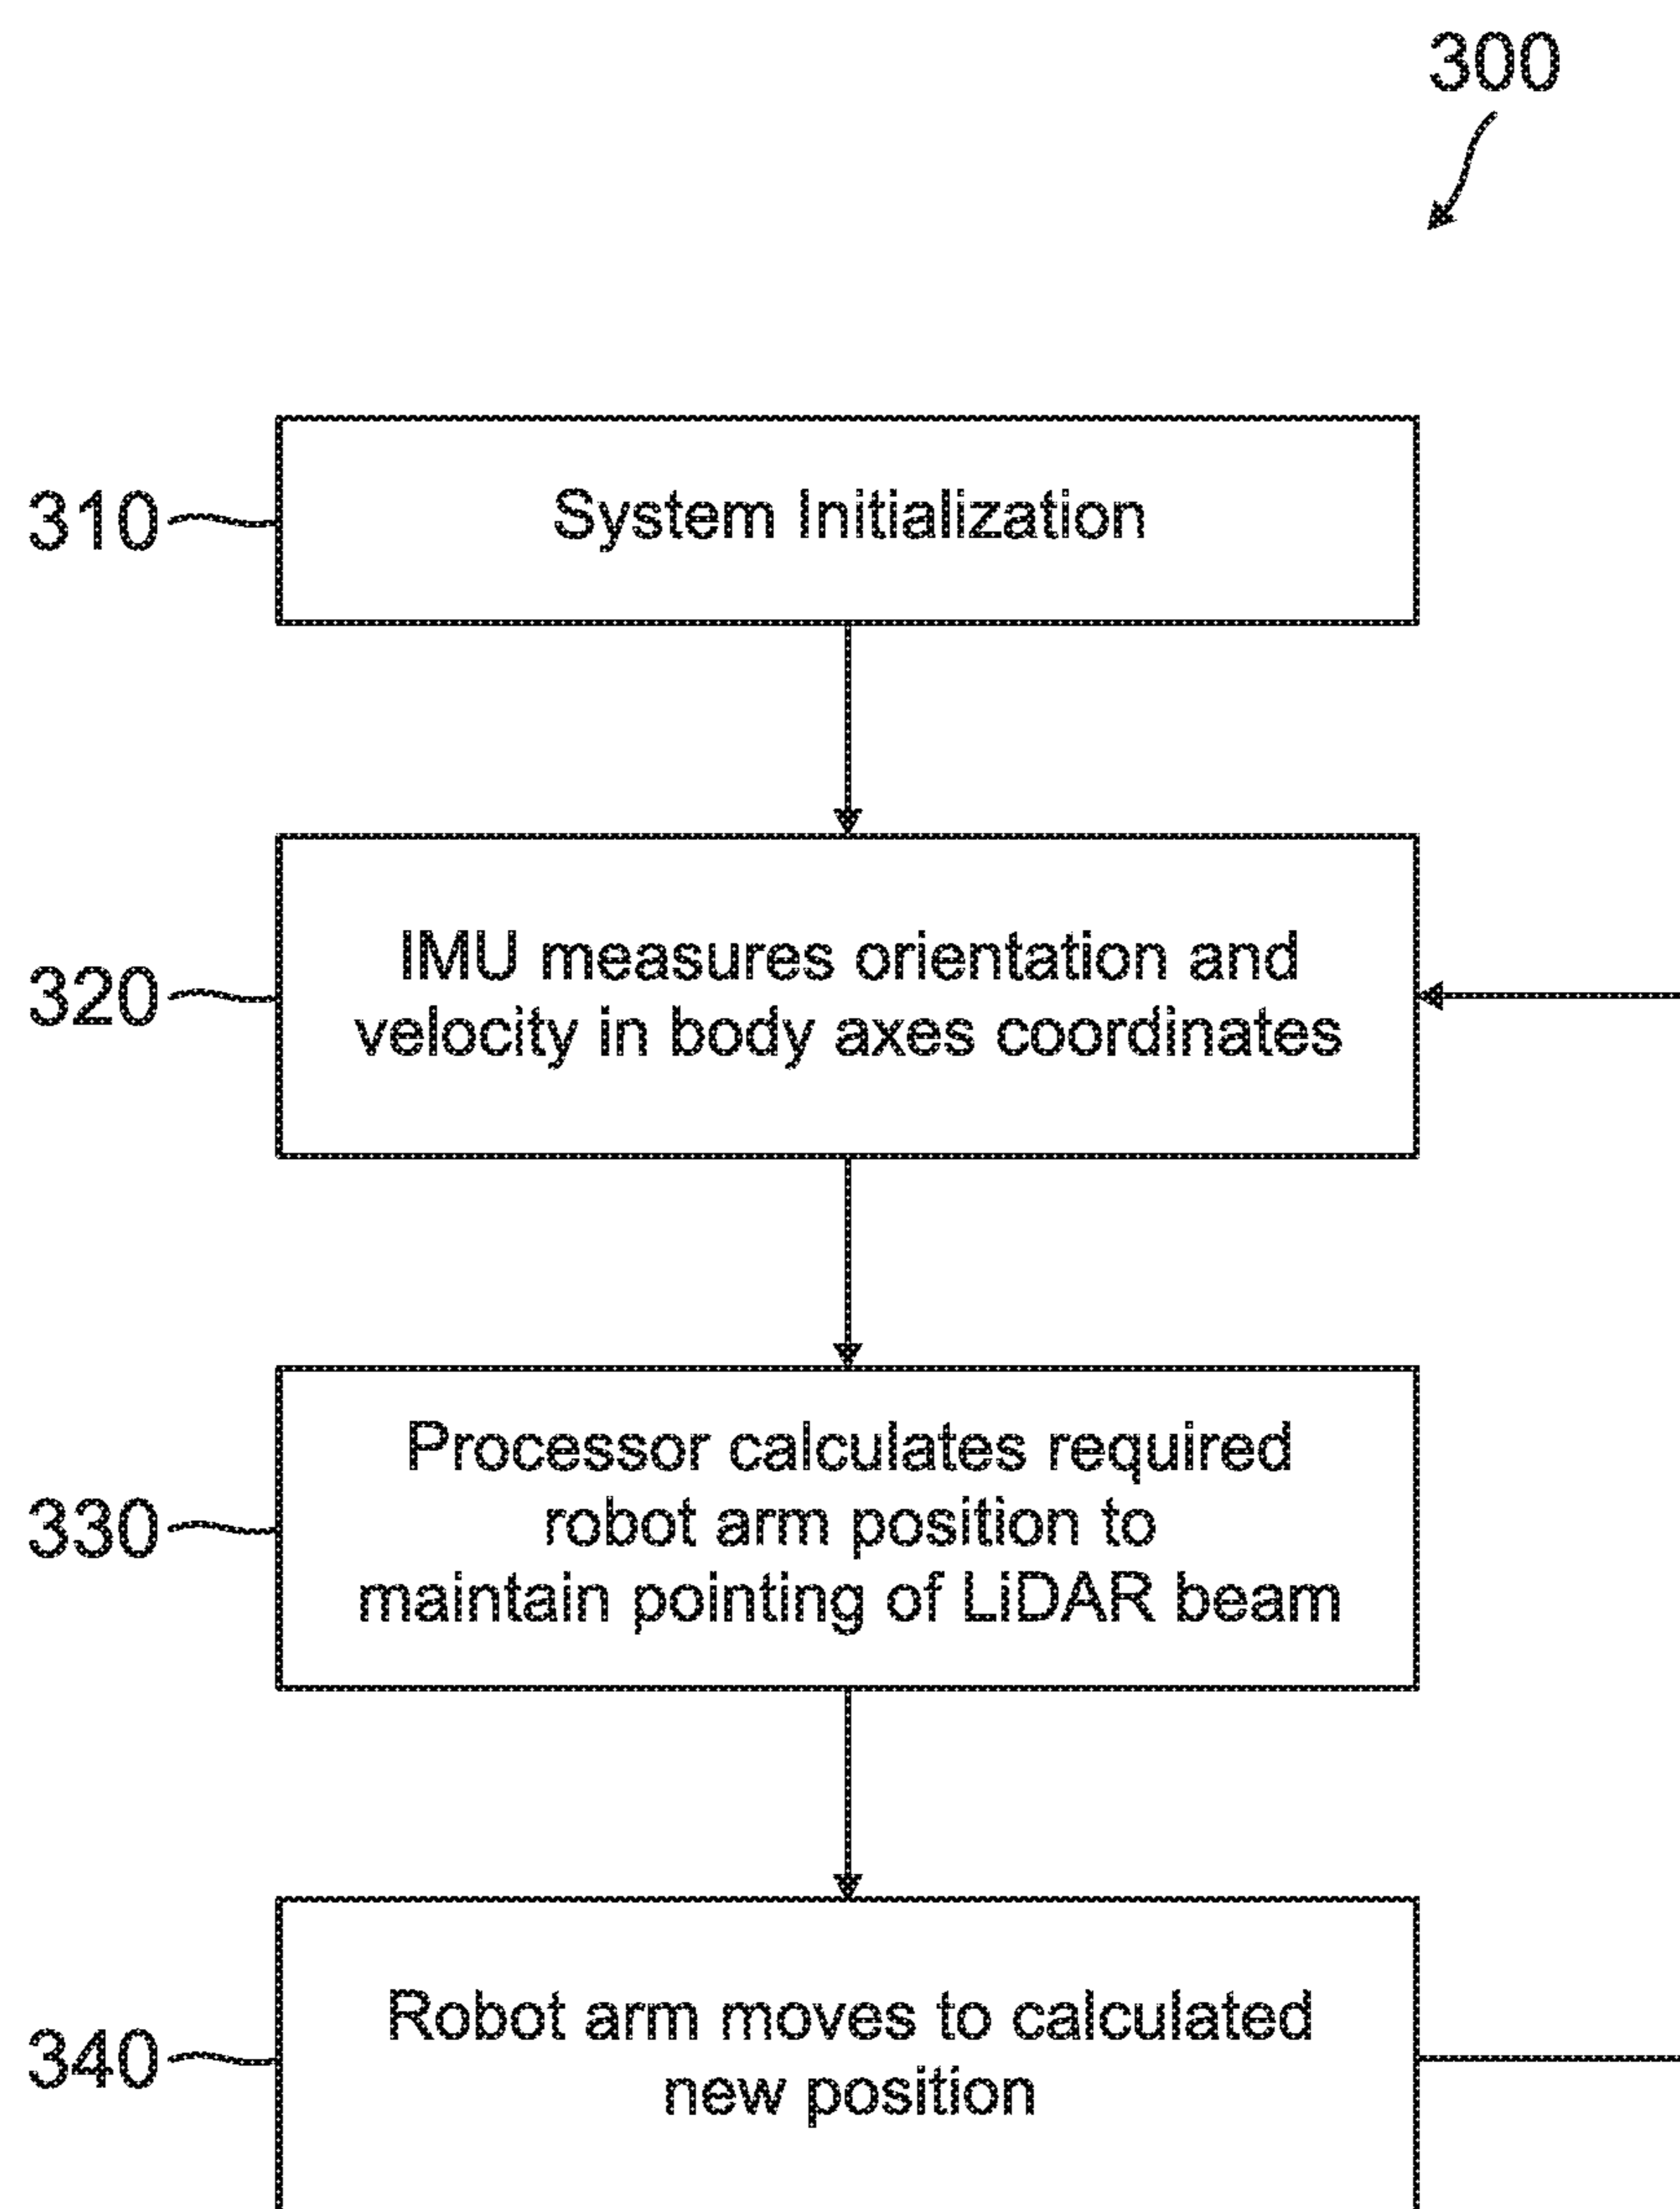 300
310
System Initialization
320
IMU measures orientation and
velocity in body axes coordinates
330
Processor calculates required
robot arm position to
maintain pointing of LiDAR beam
340
Robot arm moves to calculated
new position